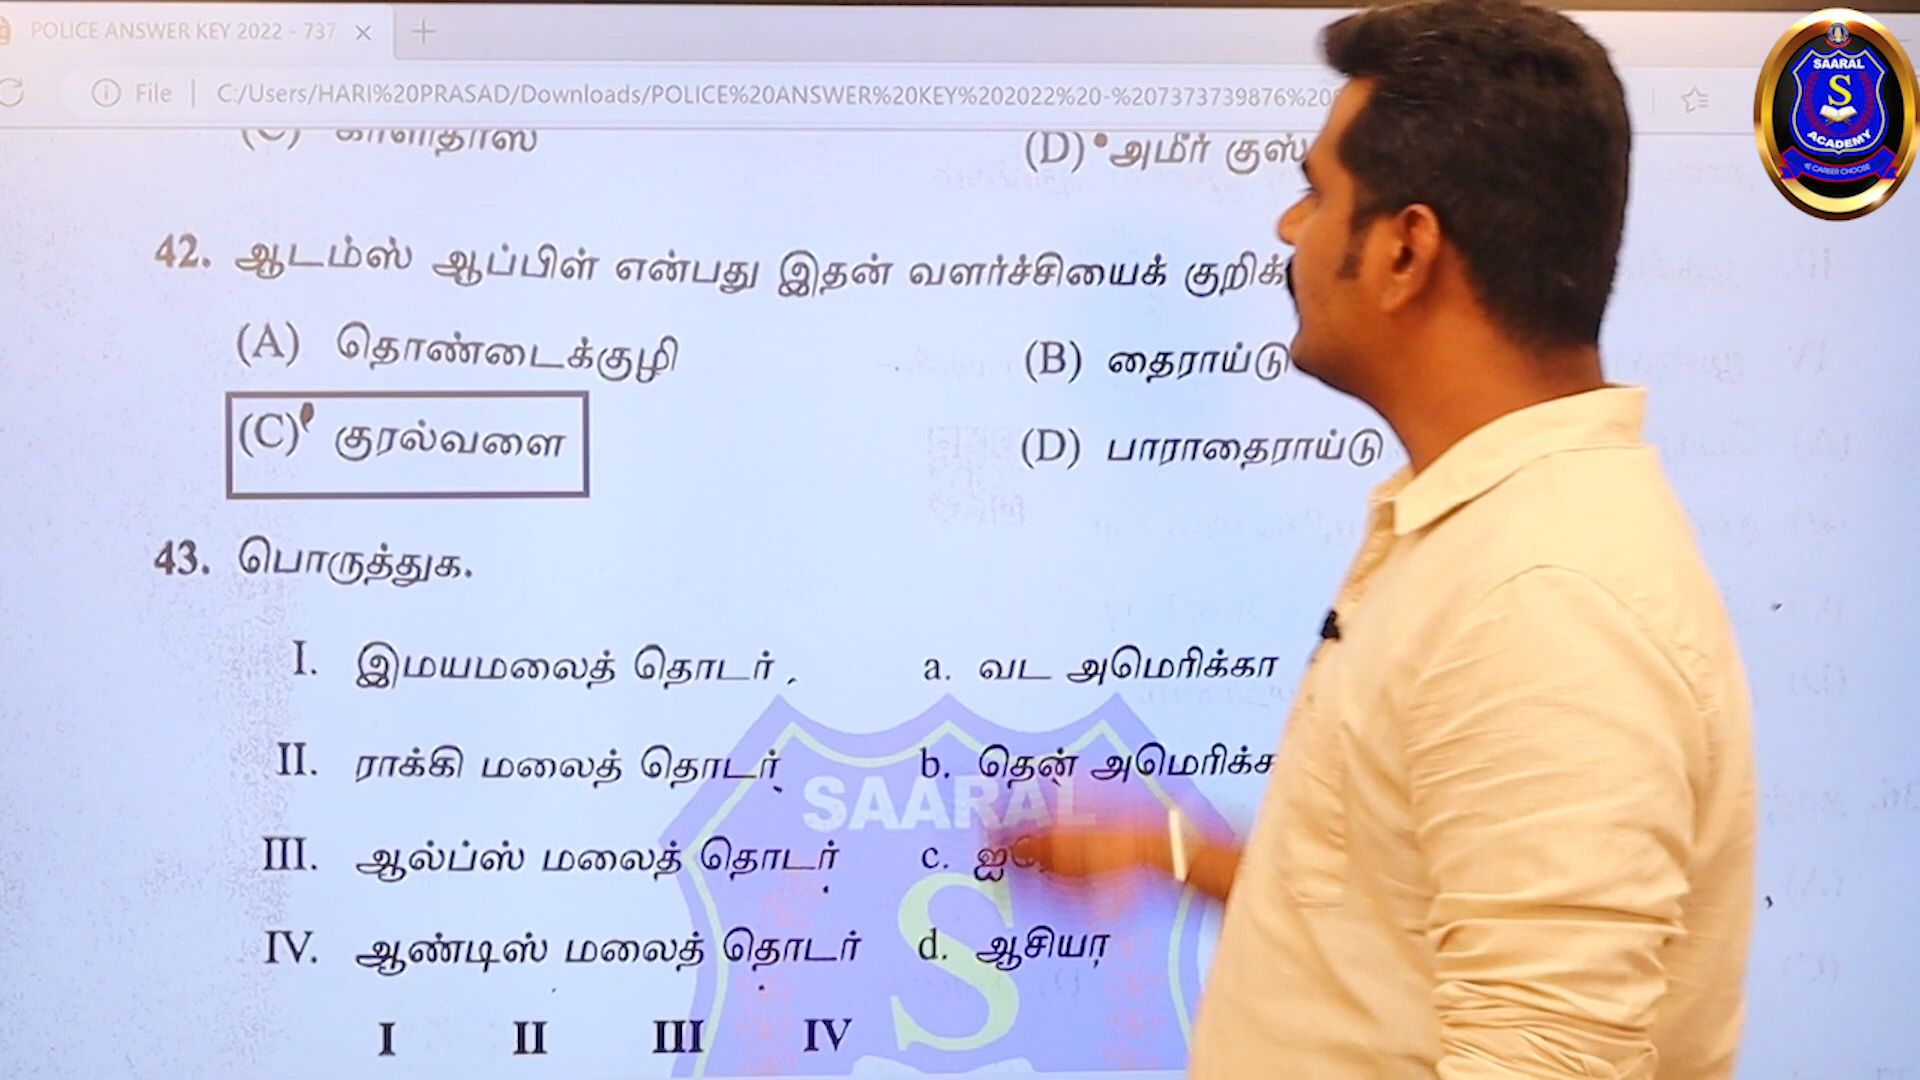 POLICE ANSWER KEY 2022 - 737
File | C:/Users/HARI%20PRASAD/Downloads/POLICE%20ANSWER%20KEY%202022%20-%207373739876%20
SAARAL
S
ACADEMY
(C) காளிதாஸ்
(D) அமீர்
42. ஆடம்ஸ் ஆப்பிள் என்பது இதன் வளர்ச்சியைக்
(A) தொண்டைக்குழி
(B) தைராய்டு
(C) குரல்வளை
(D) பாராதைராய்டு
43. பொருத்துக.
I. இமயமலைத் தொடர்
a. வட அமெரிக்கா
II. ராக்கி மலைத் தொடர்
b. தென்
III. ஆல்ப்ஸ் மலைத் தொடர்
c.
IV. ஆண்டிஸ் மலைத் தொடர்
d. ஆசியா
I II III IV
SAARAL
S